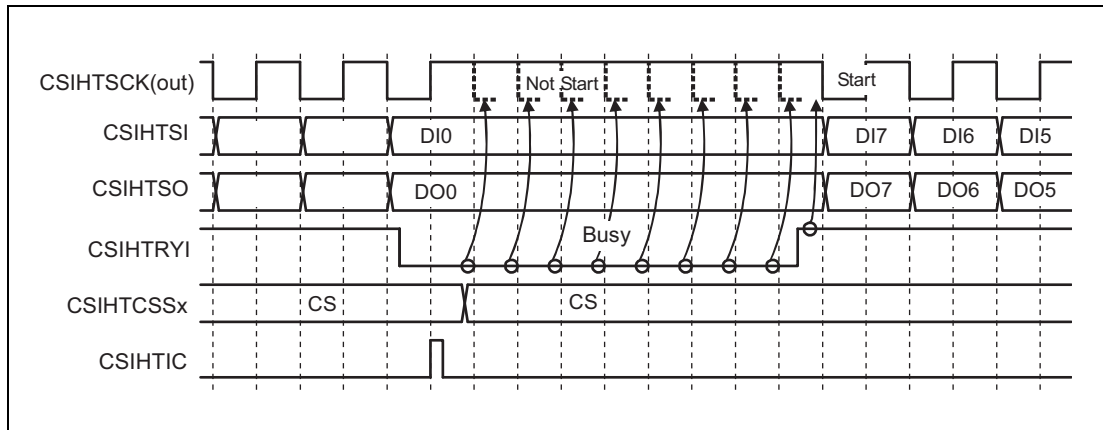 CSIHTSCK(out)
Not Start
Start
CSIHTSI
DI0
DI7
DI6
DI5
CSIHTSO
DO0
DO7
DO6
DO5
CSIHTRYI
Busy
CSIHTCSSx
CS
CS
CSIHTIC